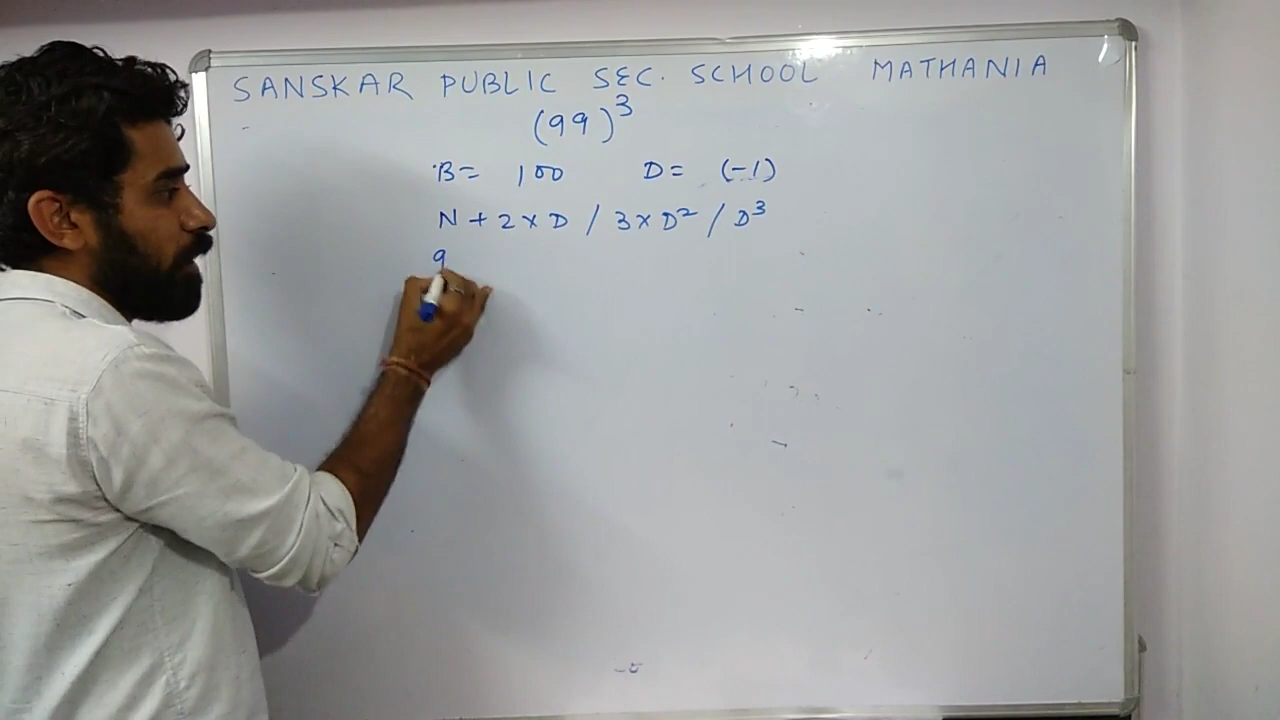 SANSKAR PUBLIC SEC. SCHOOL MATHANIA
(99)³
B= 100 D= (-1)
N + 2 × D / 3 × D² / D³
9